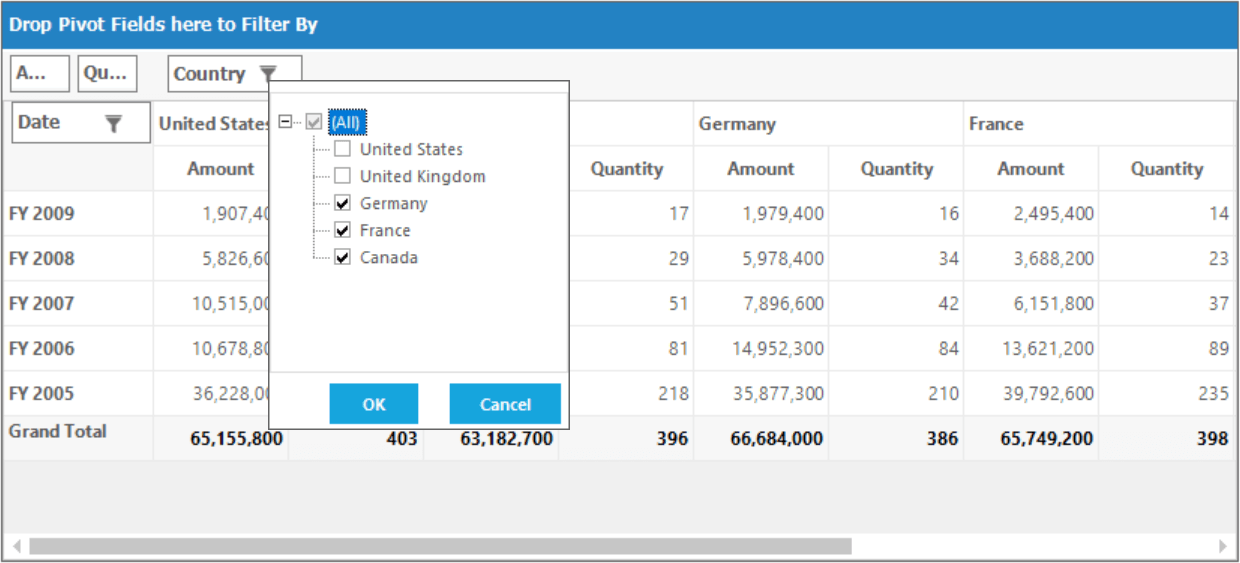 Drop Pivot Fields here to Filter By
A... Qu... Country
Date United States Germany France
(All)
United States
United Kingdom
Germany
France
Canada
OK Cancel
Amount Quantity Amount Quantity Amount Quantity
FY 2009 1,907,40 17 1,979,400 16 2,495,400 14
FY 2008 5,826,60 29 5,978,400 34 3,688,200 23
FY 2007 10,515,00 51 7,896,600 42 6,151,800 37
FY 2006 10,678,80 81 14,952,300 84 13,621,200 89
FY 2005 36,228,00 218 35,877,300 210 39,792,600 235
Grand Total 65,155,800 403 63,182,700 396 66,684,000 386 65,749,200 398